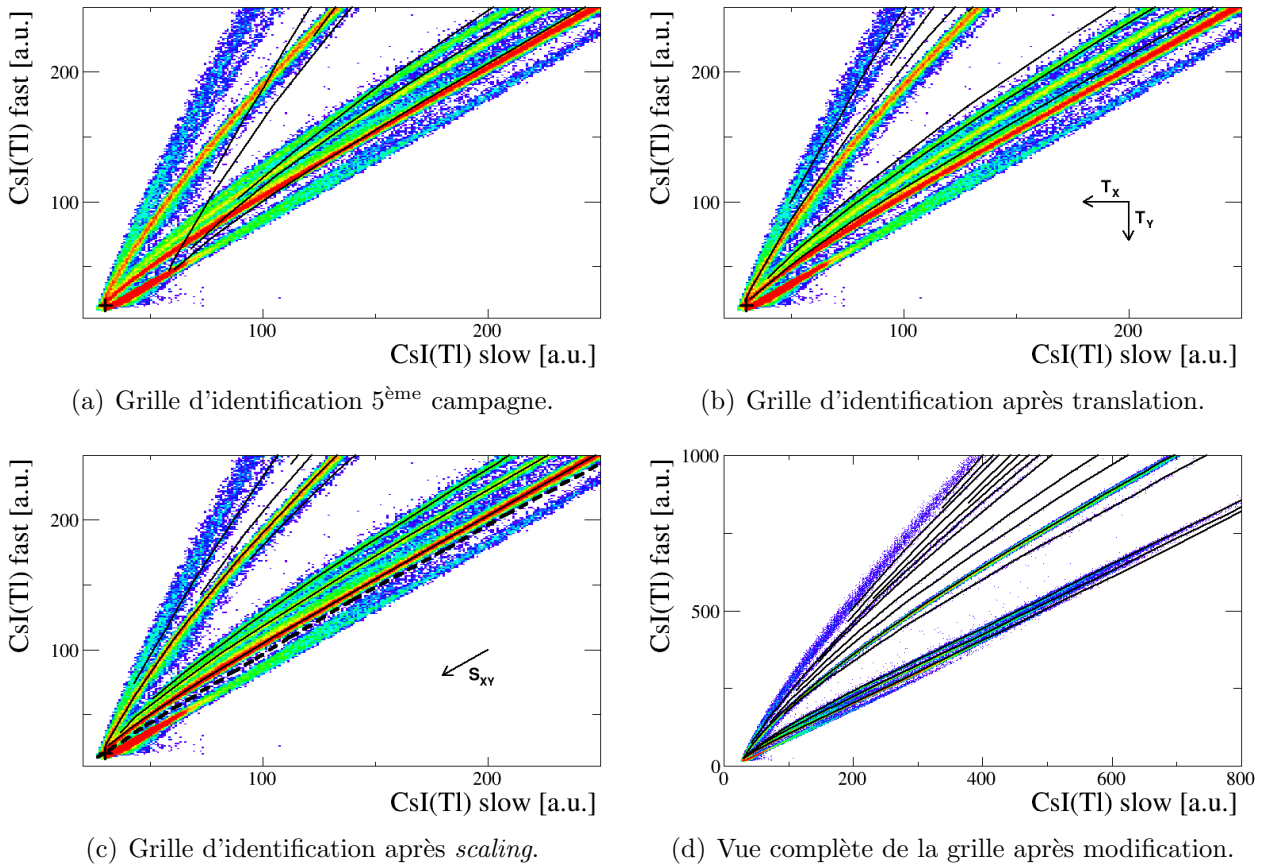 CsI(Tl) fast [a.u.]
200
100
100
200
CsI(Tl) slow [a.u.]
(a) Grille d'identification 5ème campagne.
CsI(Tl) fast [a.u.]
200
100
TX
TY
100
200
CsI(Tl) slow [a.u.]
(b) Grille d'identification après translation.
CsI(Tl) fast [a.u.]
200
100
SXY
100
200
CsI(Tl) slow [a.u.]
(c) Grille d'identification après scaling.
CsI(Tl) fast [a.u.]
1000
500
0
0
200
400
600
800
CsI(Tl) slow [a.u.]
(d) Vue complète de la grille après modification.